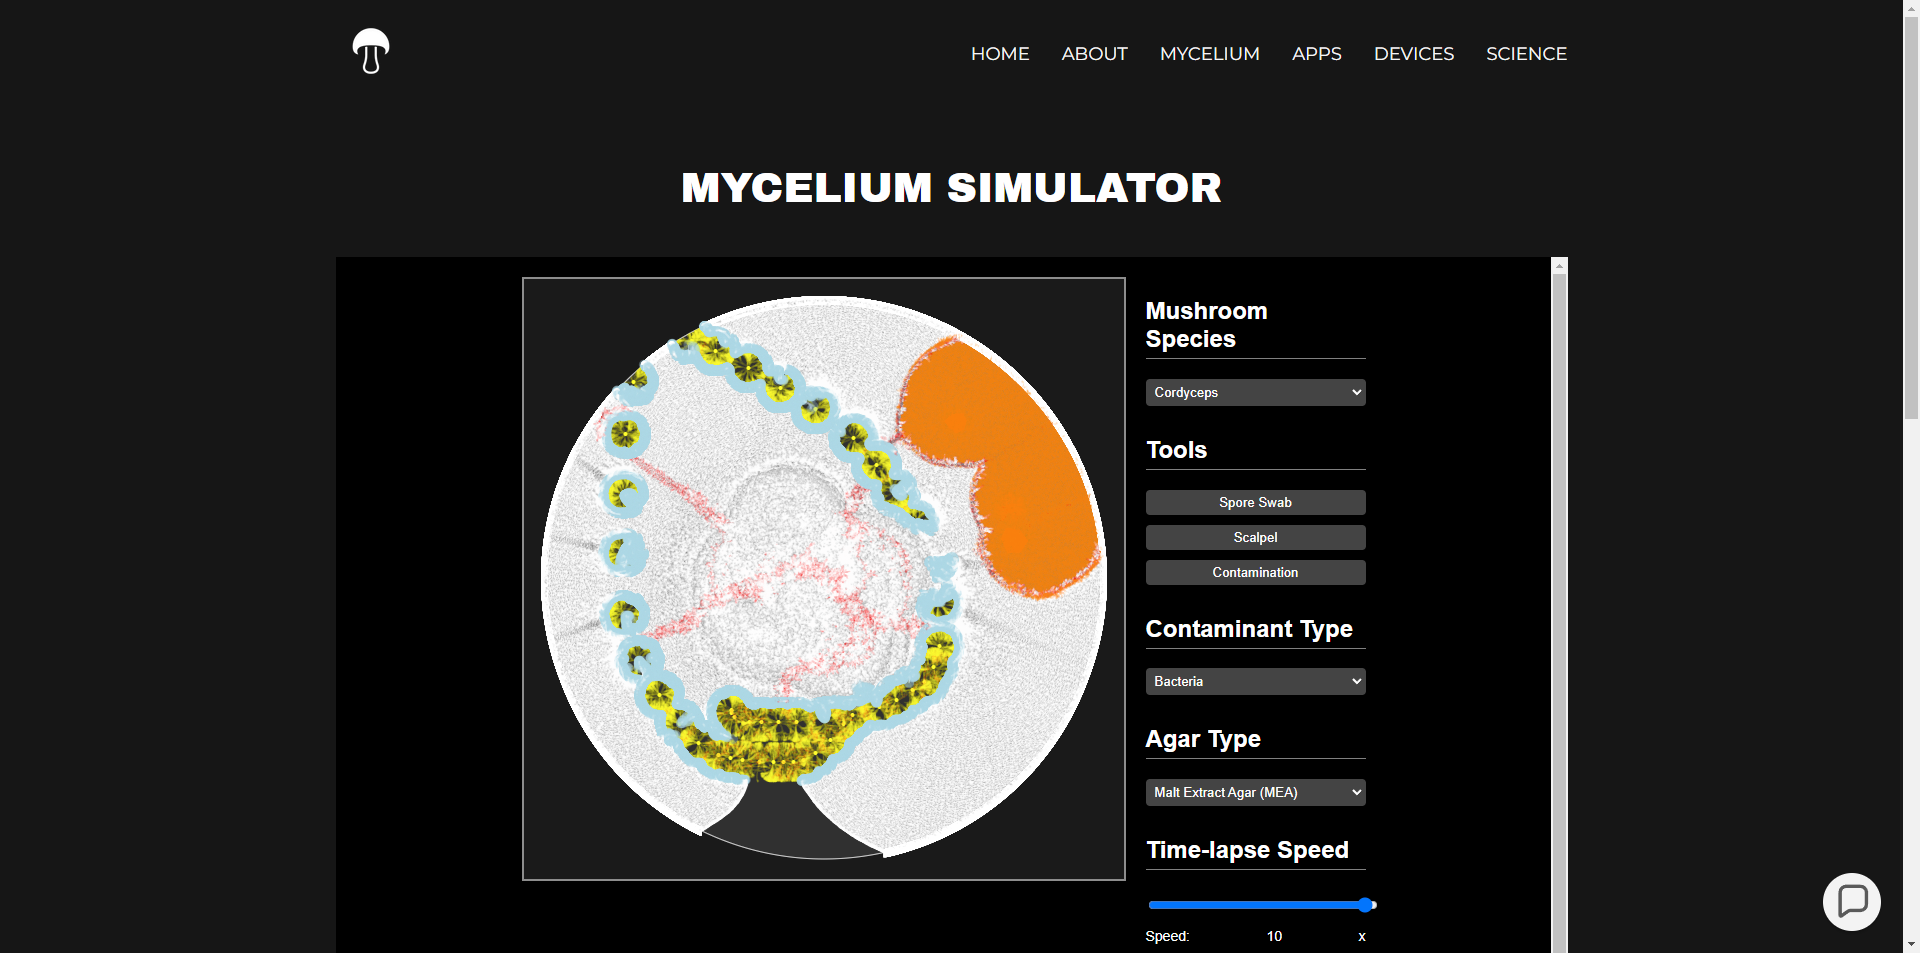 HOME ABOUT MYCELIUM APPS DEVICES SCIENCE
MYCELIUM SIMULATOR
Mushroom
Species
Cordyceps
Tools
Spore Swab
Scalpel
Contamination
Contaminant Type
Bacteria
Agar Type
Malt Extract Agar (MEA)
Time-lapse Speed
Speed: 10 x